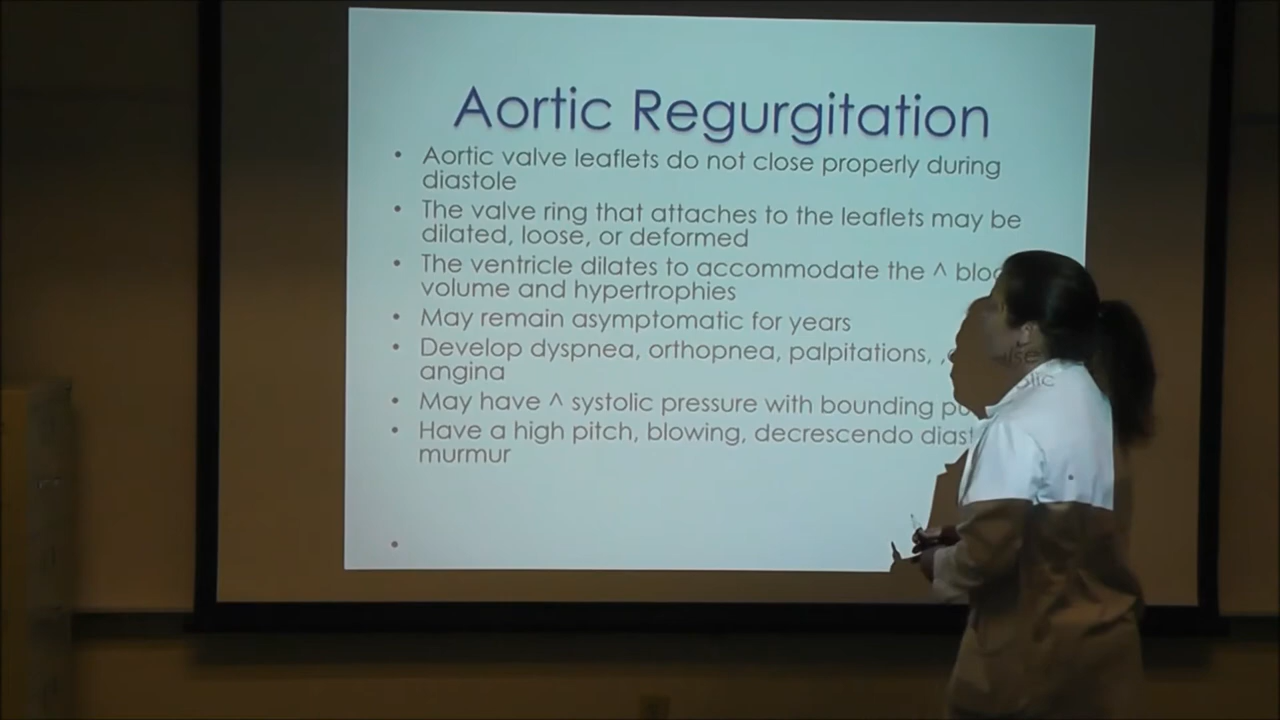 Aortic Regurgitation
• Aortic valve leaflets do not close properly during
diastole
• The valve ring that attaches to the leaflets may be
dilated, loose, or deformed
• The ventricle dilates to accommodate the ^
volume and hypertrophies
• May remain asymptomatic for years
• Develop dyspnea, orthopnea, palpitations, ,
angina
• May have ^ systolic pressure with bounding
• Have a high pitch, blowing, decrescendo
murmur
•